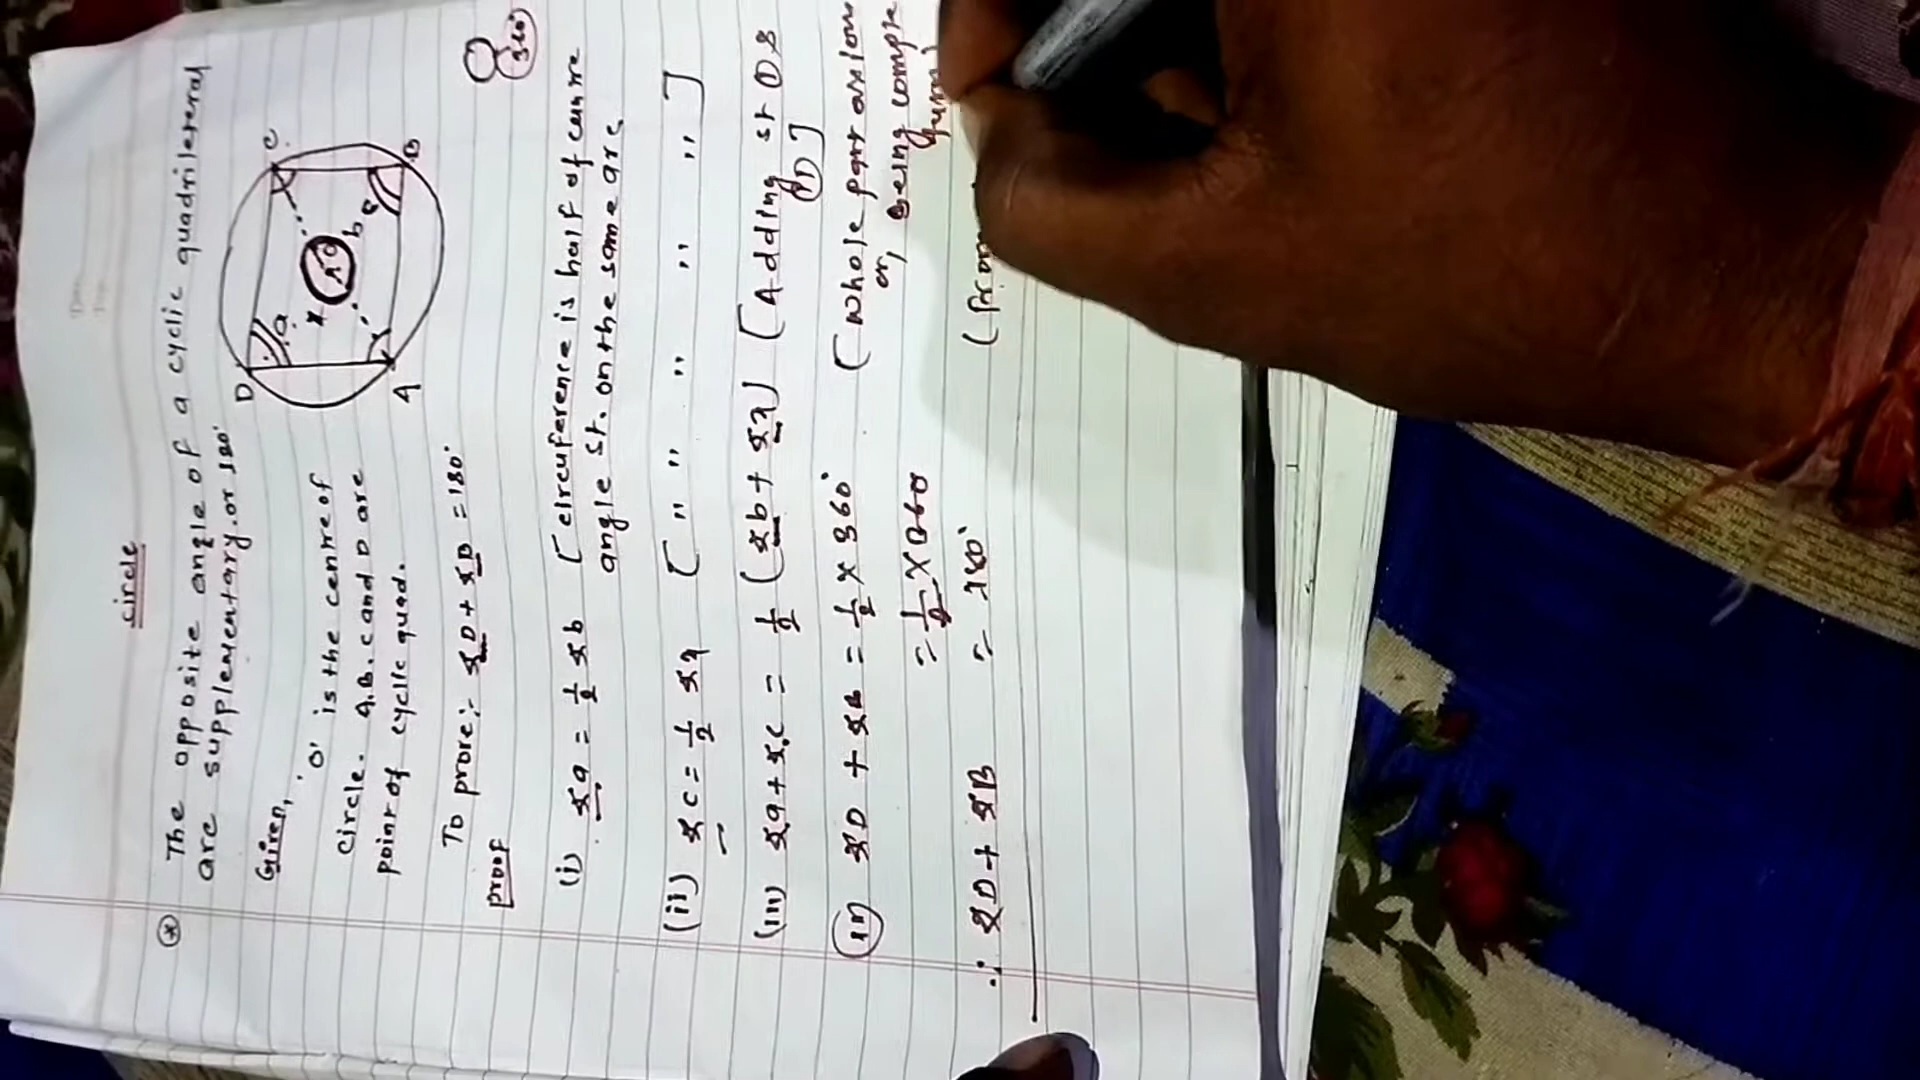 circle
* The opposite angle of a cyclic quadrilateral
are supplementary. or 180°
Given,
'O' is the centre of
circle. A.B.C and D are
point of cyclic quad.
D
C
A
B
a
b
To prove:- ∠D + ∠B = 180°
360°
proof
(i) ∠a = 1/2 ∠b [circuference is half of centre
angle st. on the same arc
(ii) ∠c = 1/2 ∠x [ " " " " " ]
(iii) ∠a + ∠c = 1/2 (∠b + ∠x) [Adding st (I) &
(II)]
(iv) ∠D + ∠B = 1/2 × 360° (whole part axiom
or, Being comple
= 1/2 × 360
∴ ∠D + ∠B = 180° (from